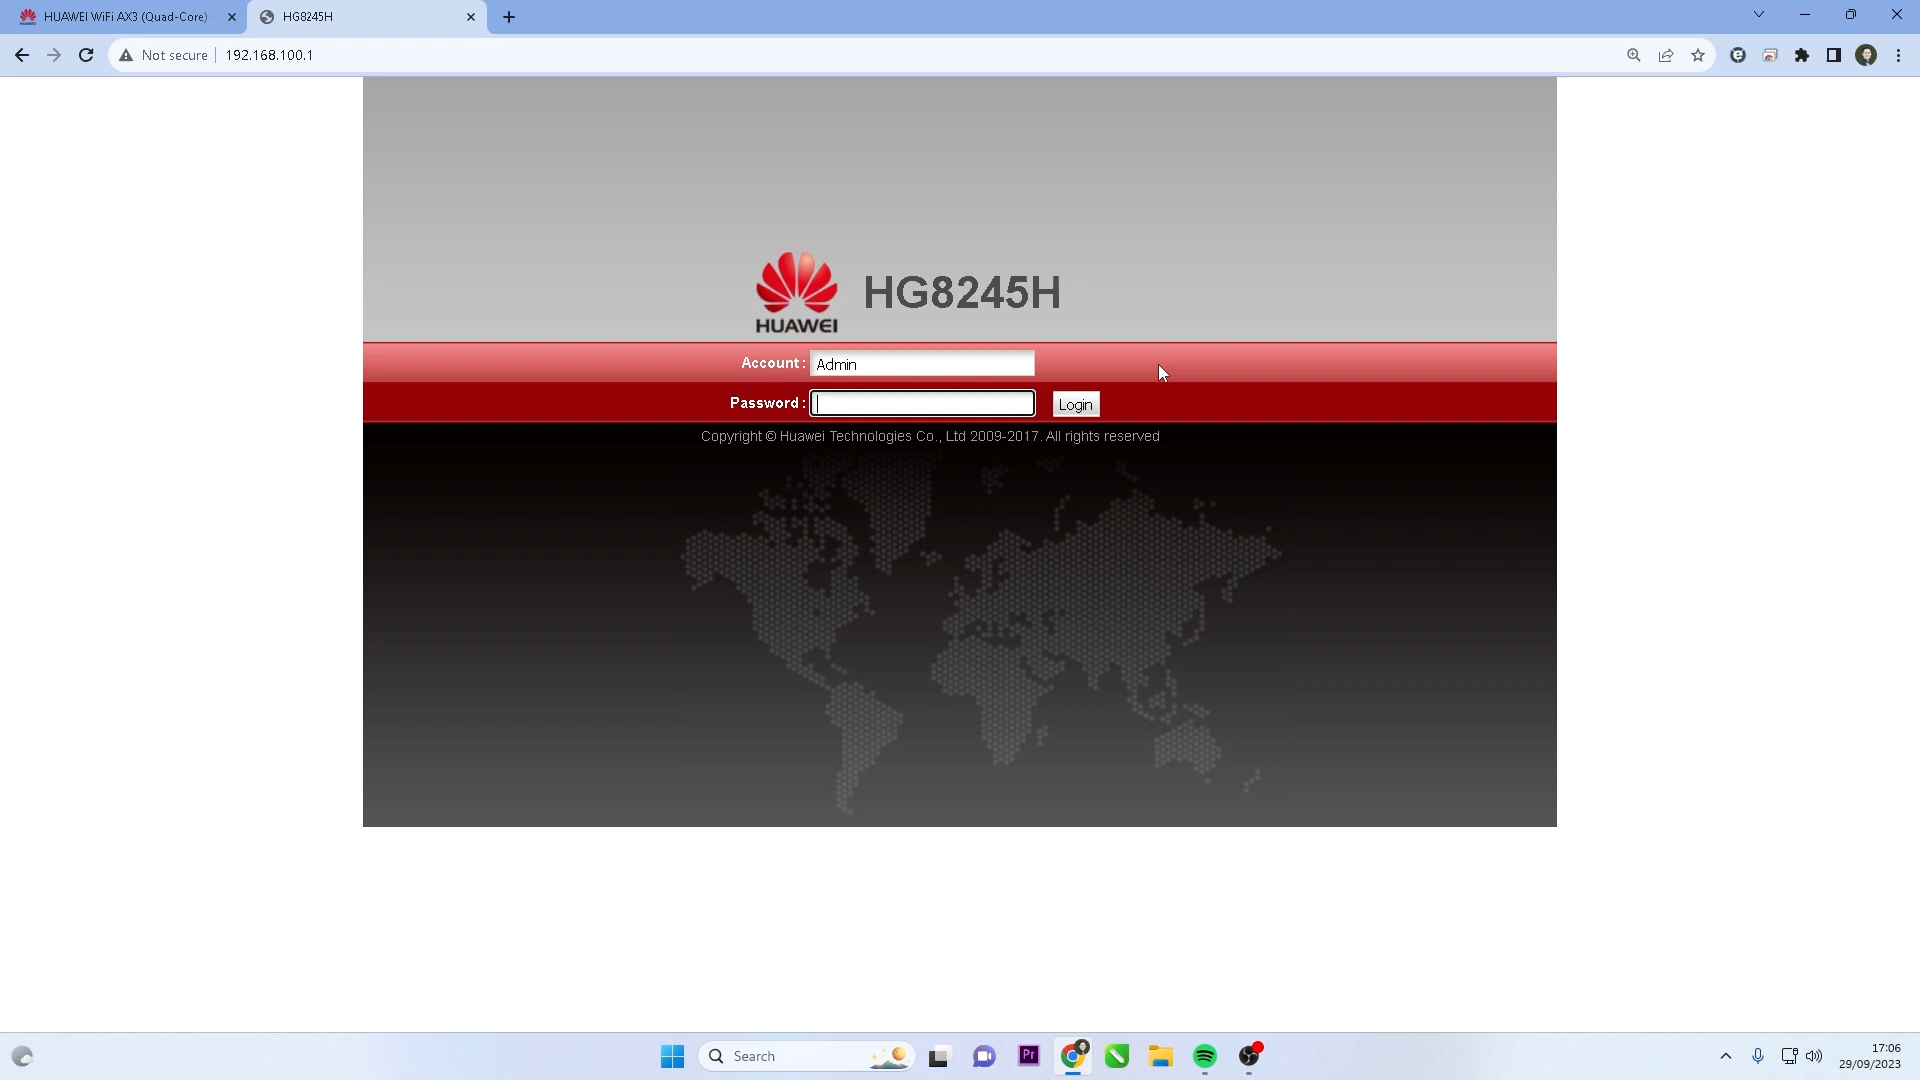 HUAWEI WiFi AX3 (Quad-Core)
HG8245H
Not secure
192.168.100.1
HUAWEI
HG8245H
Account :
Admin
Password :
Login
Copyright © Huawei Technologies Co., Ltd 2009-2017. All rights reserved
Search
Pr
17:06
29/09/2023